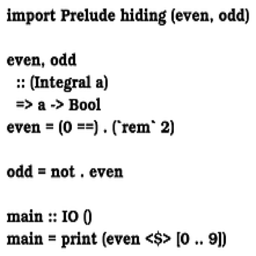 import Prelude hiding (even, odd)
even, odd
:: (Integral a)
=> a -> Bool
even = (0 ==) . (`rem` 2)
odd = not . even
main :: IO ()
main = print (even <$> [0 .. 9])